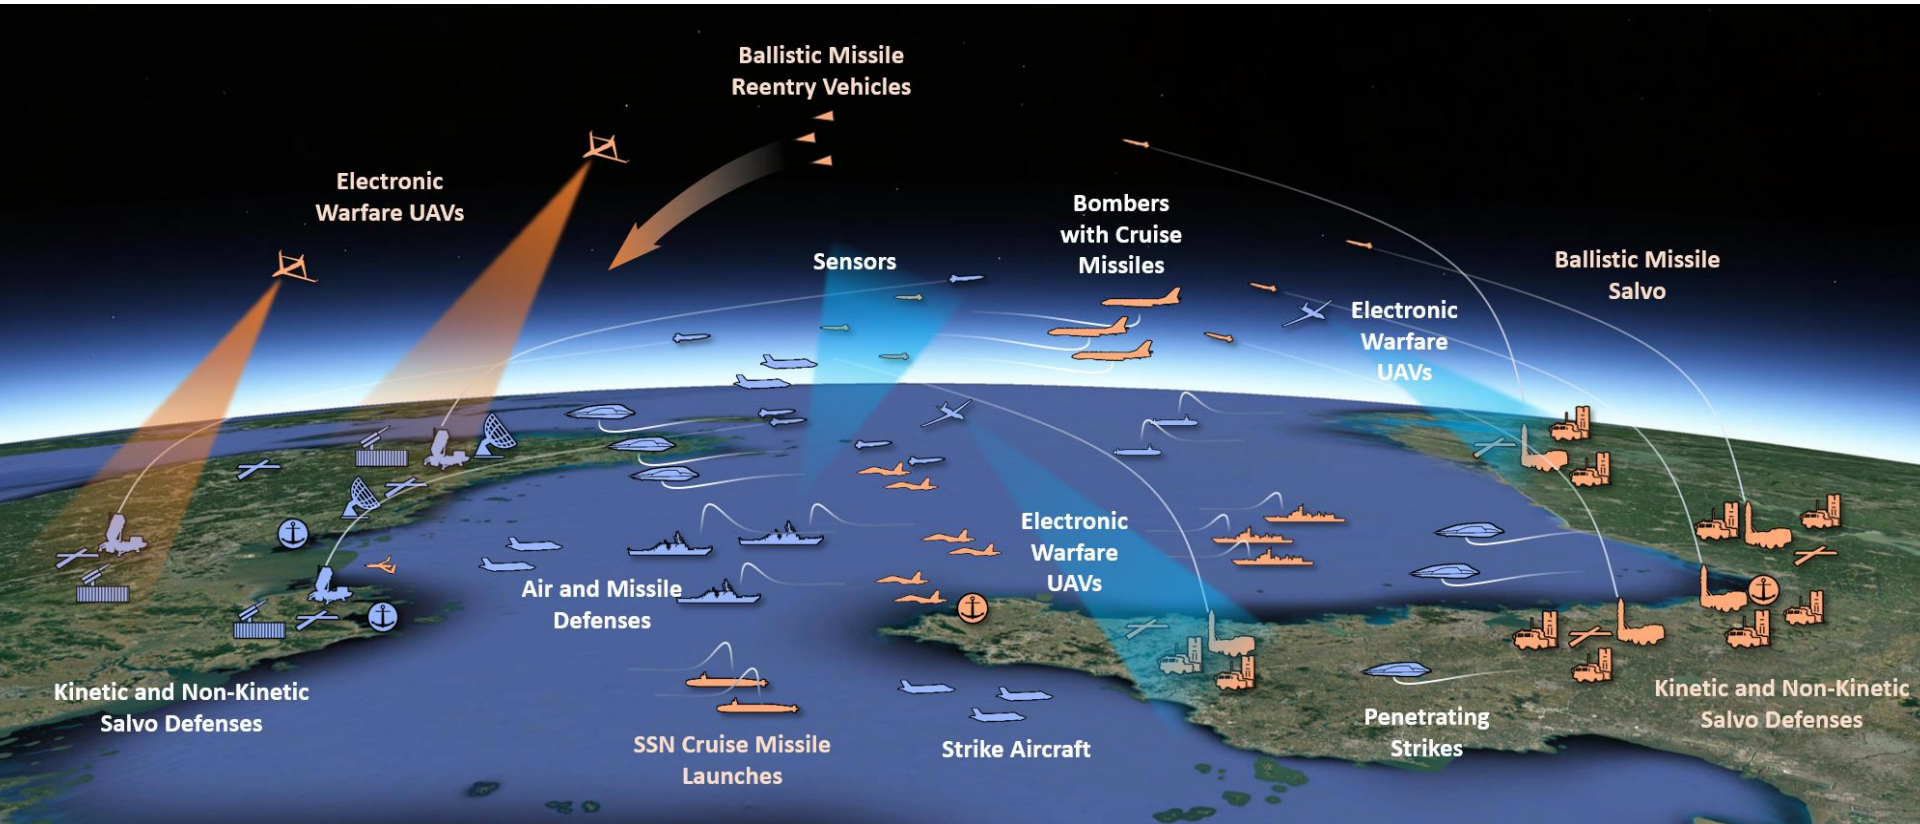 Ballistic Missile
Reentry Vehicles
Electronic
Warfare UAVs
Bombers
with Cruise
Missiles
Sensors
Ballistic Missile
Salvo
Electronic
Warfare
UAVs
Electronic
Warfare
UAVs
Air and Missile
Defenses
Kinetic and Non-Kinetic
Salvo Defenses
Kinetic and Non-Kinetic
Salvo Defenses
Penetrating
Strikes
SSN Cruise Missile
Launches
Strike Aircraft